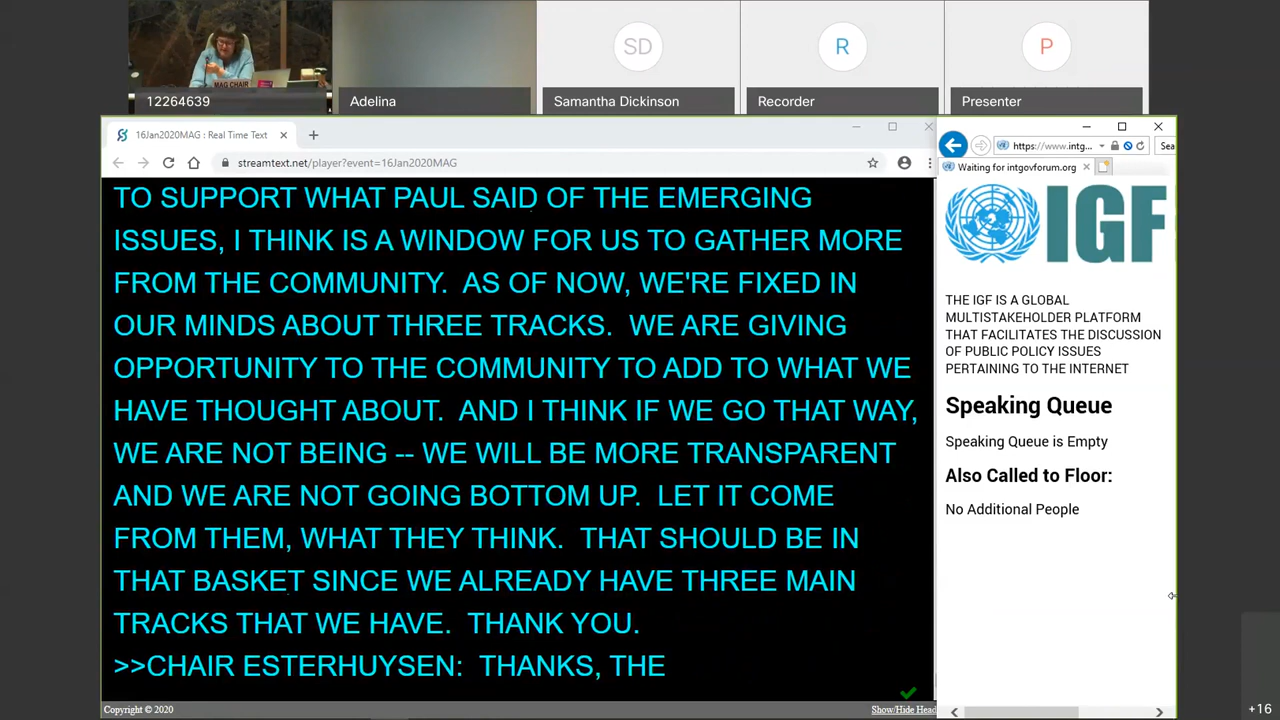 SD
R
P
MAG CHAIR
12264639
Adelina
Samantha Dickinson
Recorder
Presenter
16Jan2020MAG : Real Time Text
streamtext.net/player?event=16Jan2020MAG
TO SUPPORT WHAT PAUL SAID OF THE EMERGING
ISSUES, I THINK IS A WINDOW FOR US TO GATHER MORE
FROM THE COMMUNITY.  AS OF NOW, WE'RE FIXED IN
OUR MINDS ABOUT THREE TRACKS.  WE ARE GIVING
OPPORTUNITY TO THE COMMUNITY TO ADD TO WHAT WE
HAVE THOUGHT ABOUT.  AND I THINK IF WE GO THAT WAY,
WE ARE NOT BEING -- WE WILL BE MORE TRANSPARENT
AND WE ARE NOT GOING BOTTOM UP.  LET IT COME
FROM THEM, WHAT THEY THINK.  THAT SHOULD BE IN
THAT BASKET SINCE WE ALREADY HAVE THREE MAIN
TRACKS THAT WE HAVE.  THANK YOU.
>>CHAIR ESTERHUYSEN:  THANKS, THE
Copyright © 2020
Show/Hide Head
https://www.intg...
Sea
Waiting for intgovforum.org
IGF
THE IGF IS A GLOBAL
MULTISTAKEHOLDER PLATFORM
THAT FACILITATES THE DISCUSSION
OF PUBLIC POLICY ISSUES
PERTAINING TO THE INTERNET
Speaking Queue
Speaking Queue is Empty
Also Called to Floor:
No Additional People
+16